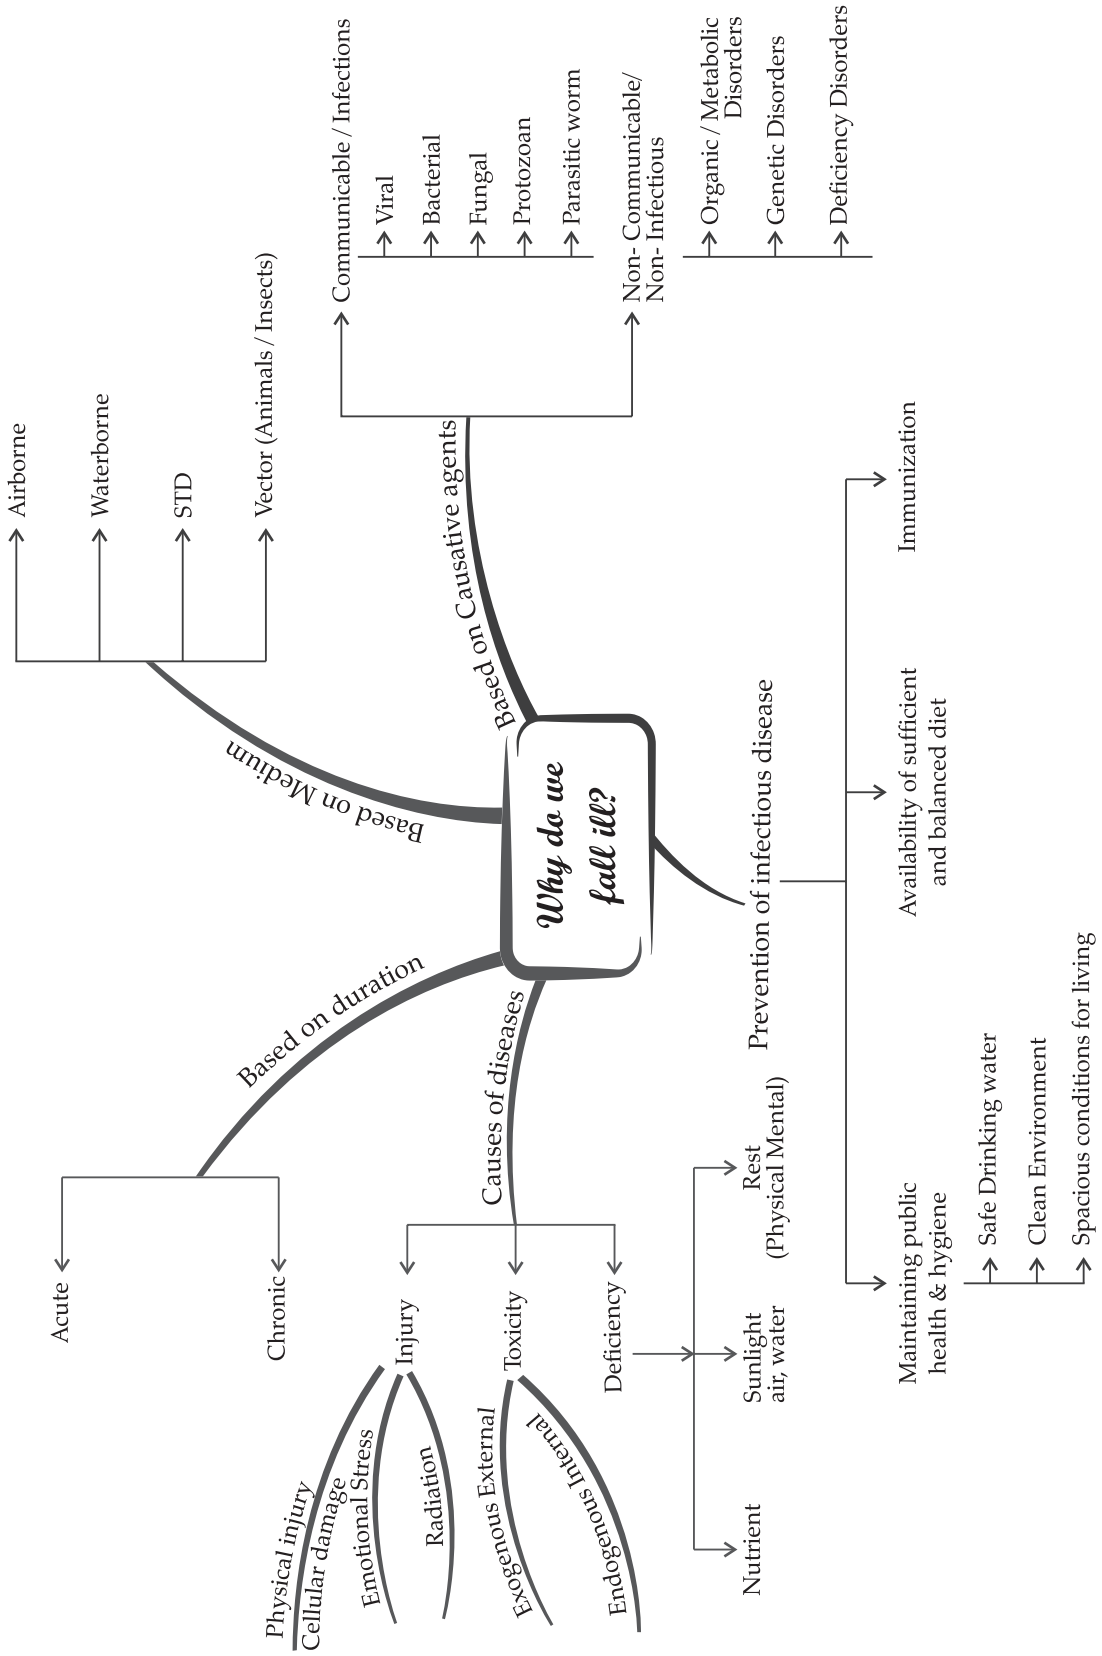 Why do we
fall ill?
Based on duration
Acute
Chronic
Based on Medium
Airborne
Waterborne
STD
Vector (Animals / Insects)
Based on Causative agents
Communicable / Infections
Viral
Bacterial
Fungal
Protozoan
Parasitic worm
Non- Communicable/
Non- Infectious
Organic / Metabolic
Disorders
Genetic Disorders
Deficiency Disorders
Causes of diseases
Injury
Physical injury
Cellular damage
Emotional Stress
Radiation
Toxicity
Exogenous External
Endogenous Internal
Deficiency
Nutrient
Sunlight
air, water
Rest
(Physical Mental)
Prevention of infectious disease
Maintaining public
health & hygiene
Safe Drinking water
Clean Environment
Spacious conditions for living
Availability of sufficient
and balanced diet
Immunization